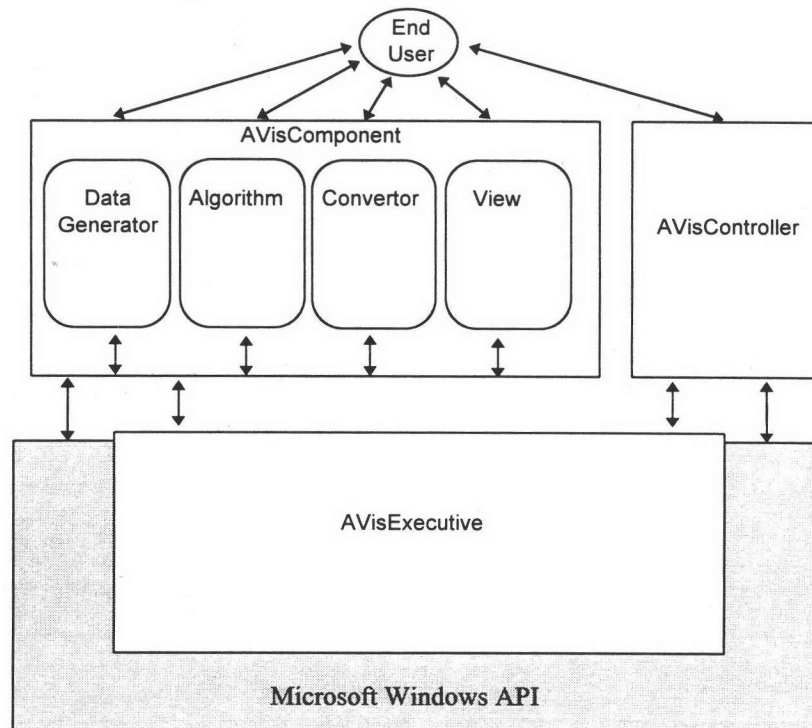 End
User
AVisComponent
Data
Generator
Algorithm
Convertor
View
AVisController
AVisExecutive
Microsoft Windows API